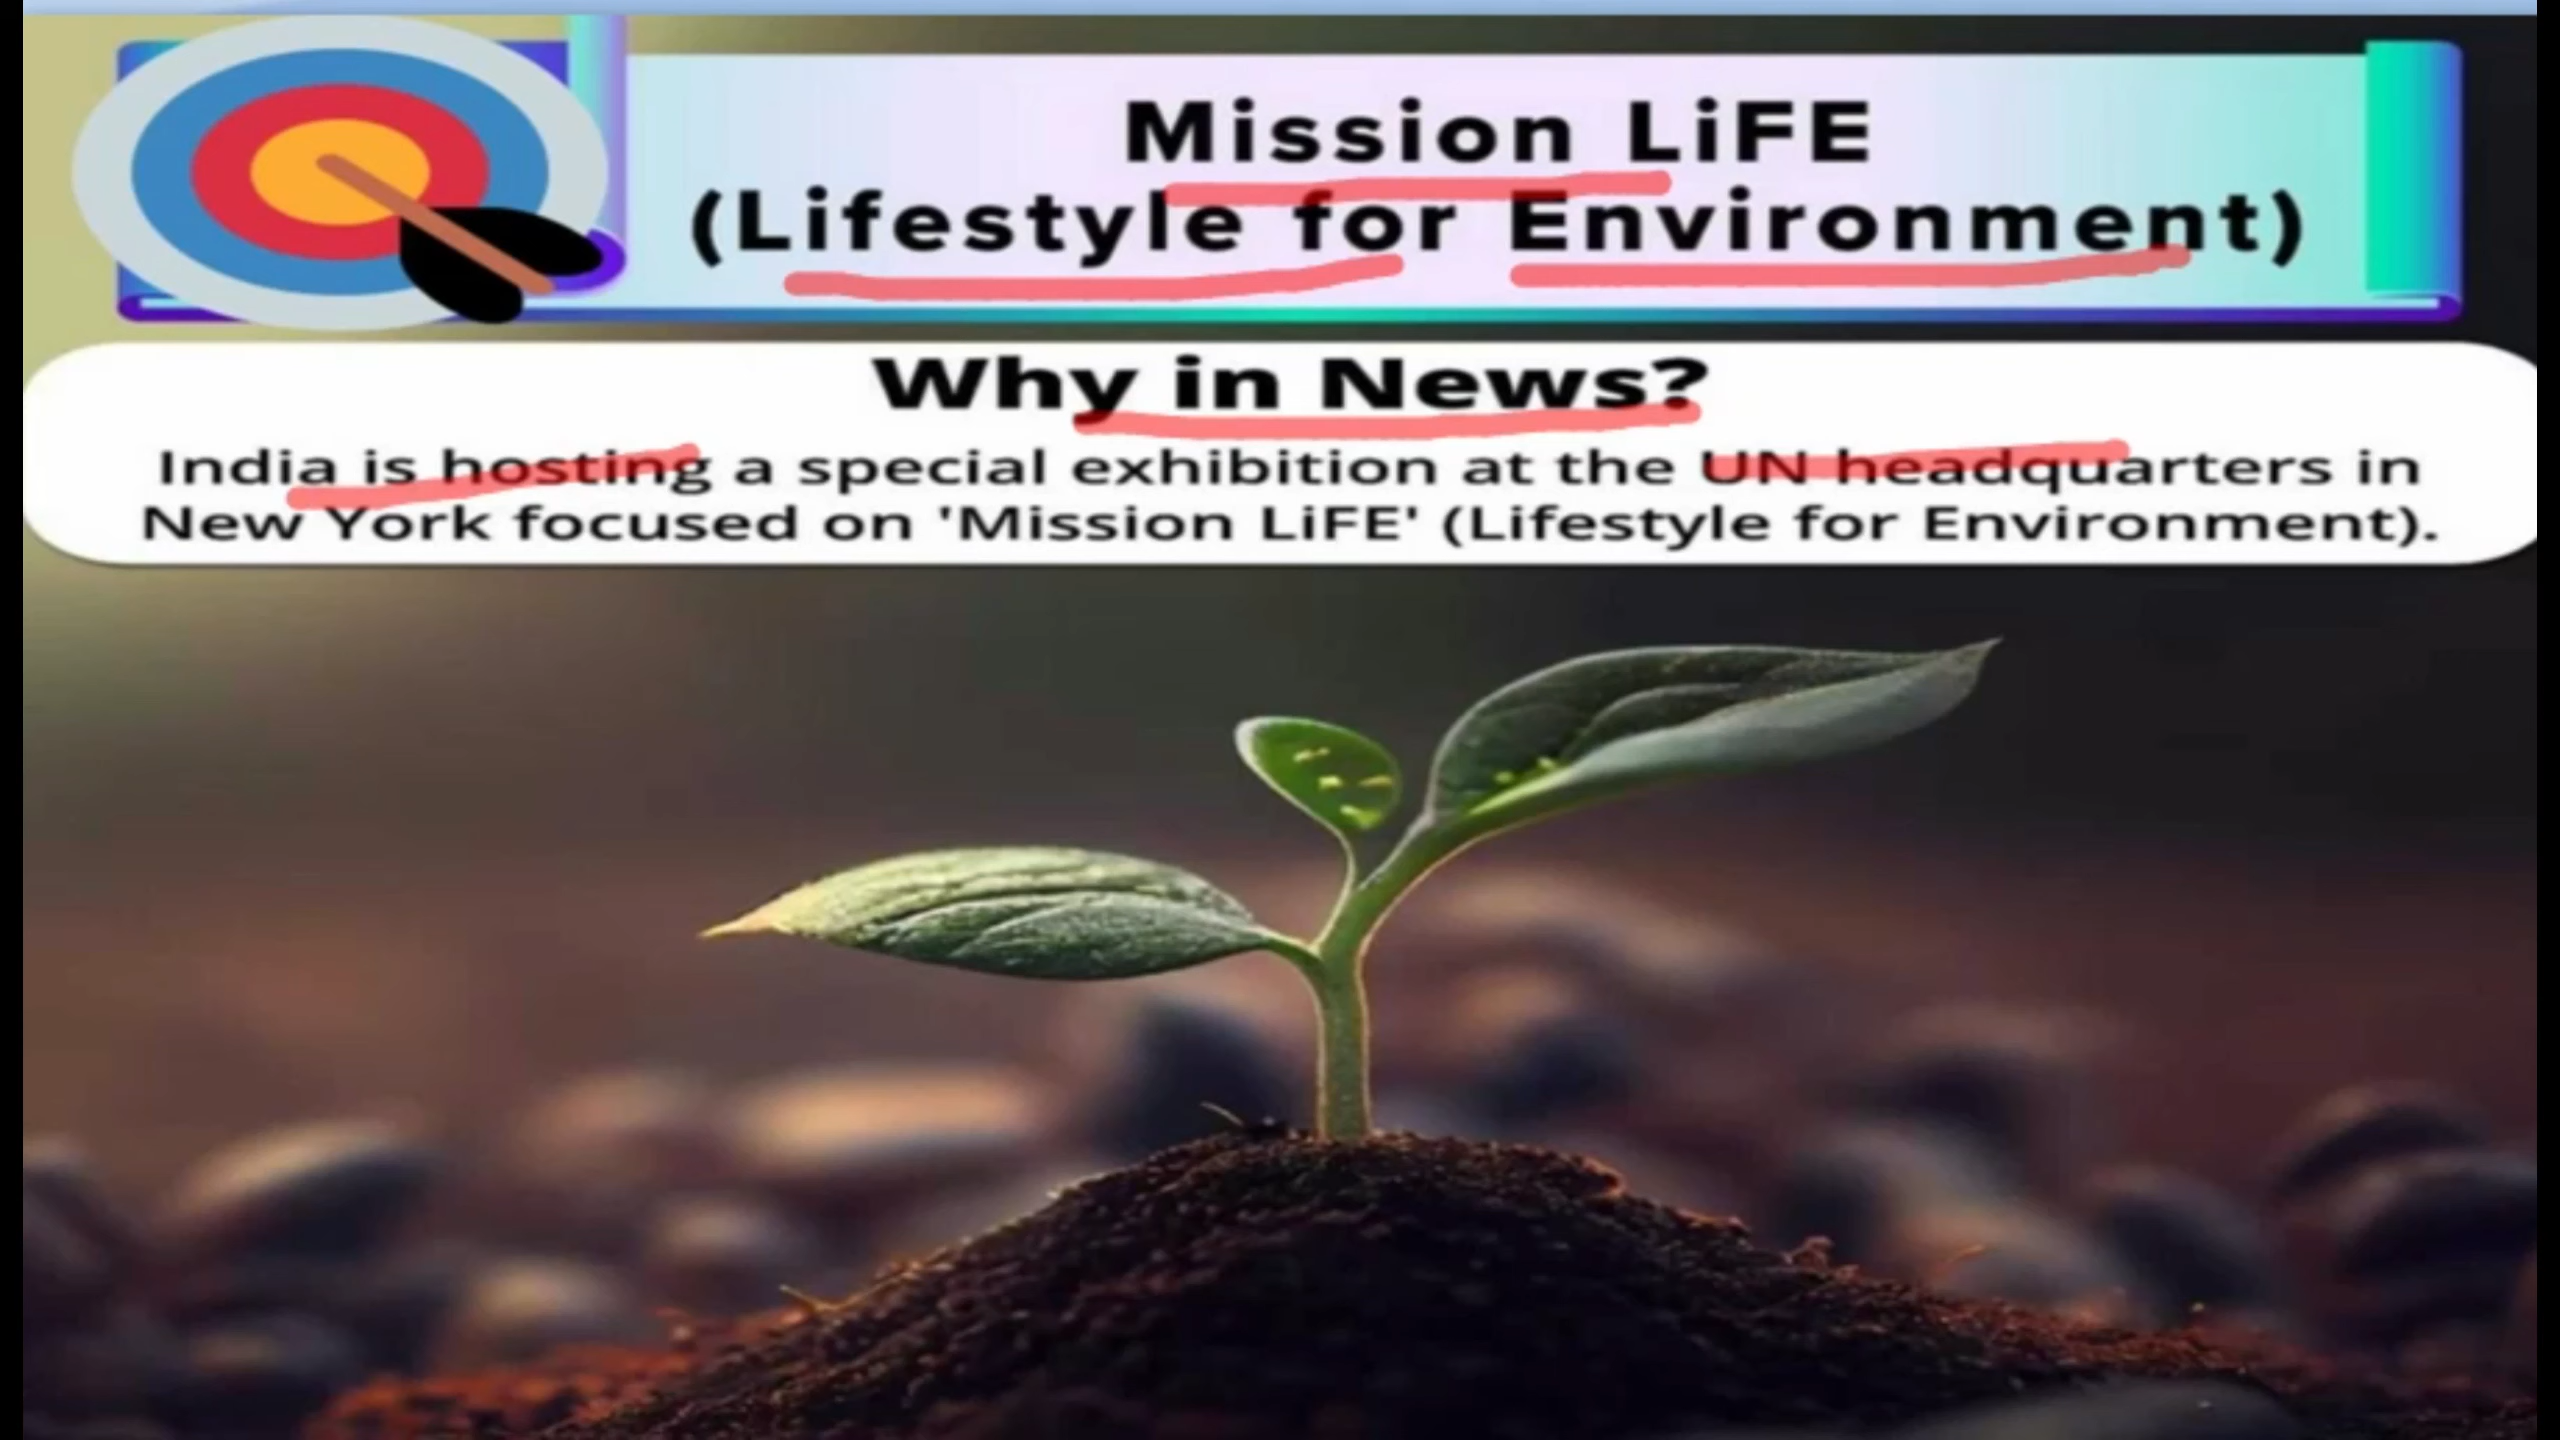 Mission LiFE
(Lifestyle for Environment)
Why in News?
India is hosting a special exhibition at the UN headquarters in
New York focused on 'Mission LiFE' (Lifestyle for Environment).